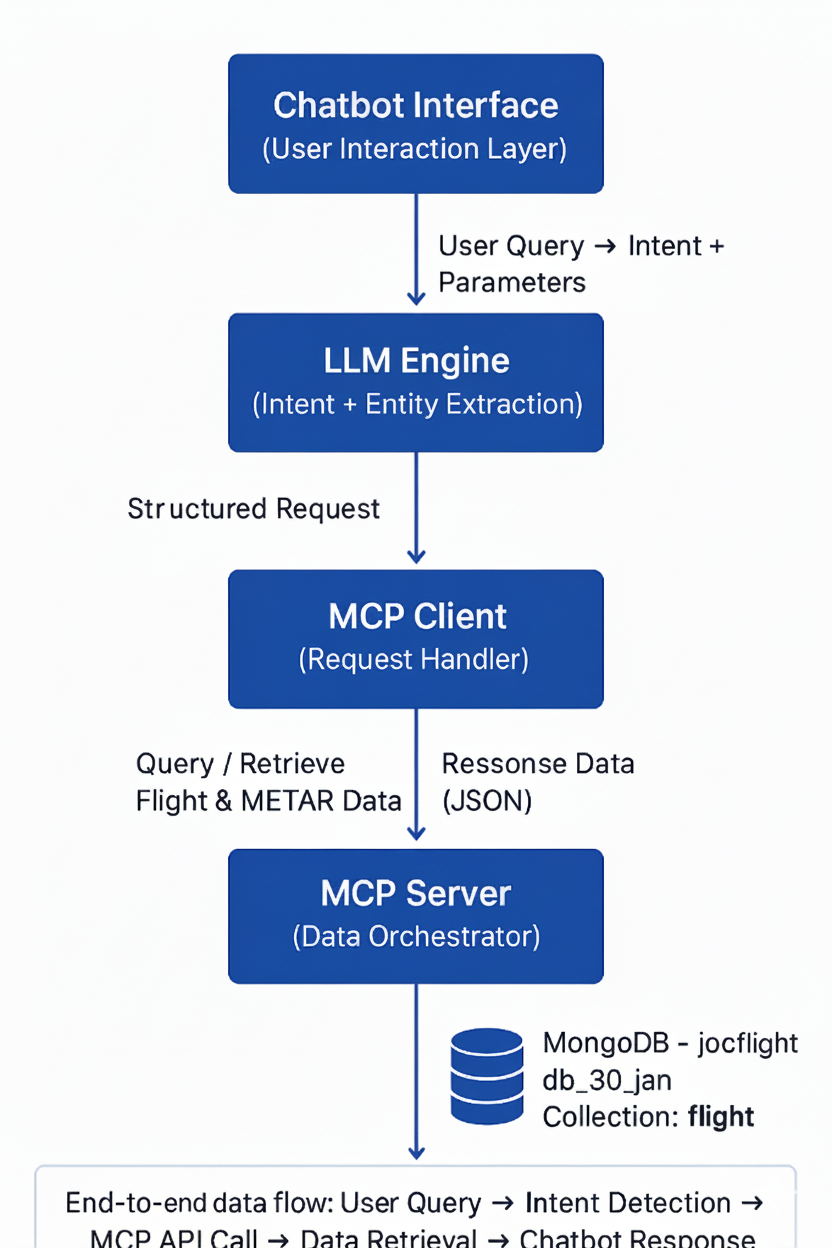 Chatbot Interface
(User Interaction Layer)
User Query → Intent +
Parameters
LLM Engine
(Intent + Entity Extraction)
Structured Request
MCP Client
(Request Handler)
Query / Retrieve
Flight & METAR Data
Ressonse Data
(JSON)
MCP Server
(Data Orchestrator)
MongoDB - jocflight
db_30_jan
Collection: flight
End-to-end data flow: User Query → Intent Detection →
MCP API Call → Data Retrieval → Chatbot Response